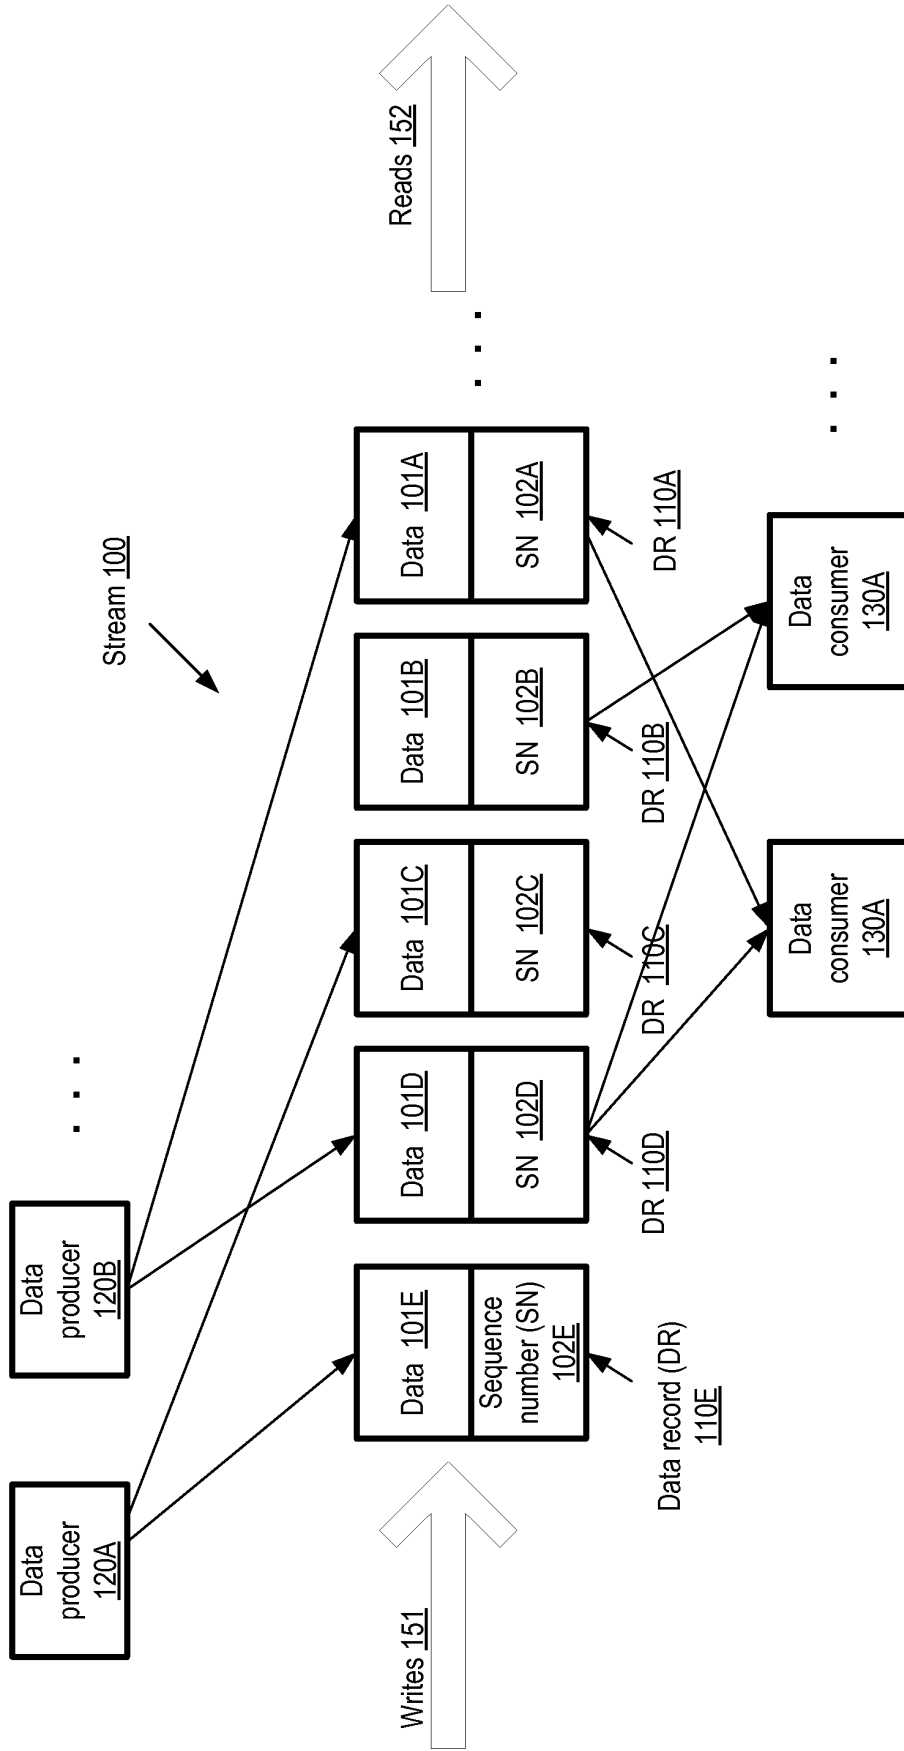 Data
producer
120A
Data
producer
120B
. . .
Stream 100
Writes 151
Reads 152
Data 101E
Sequence
number (SN)
102E
Data 101D
SN 102D
Data 101C
SN 102C
Data 101B
SN 102B
Data 101A
SN 102A
. . .
Data record (DR)
110E
DR 110D
DR 110C
DR 110B
DR 110A
Data
consumer
130A
Data
consumer
130A
. . .